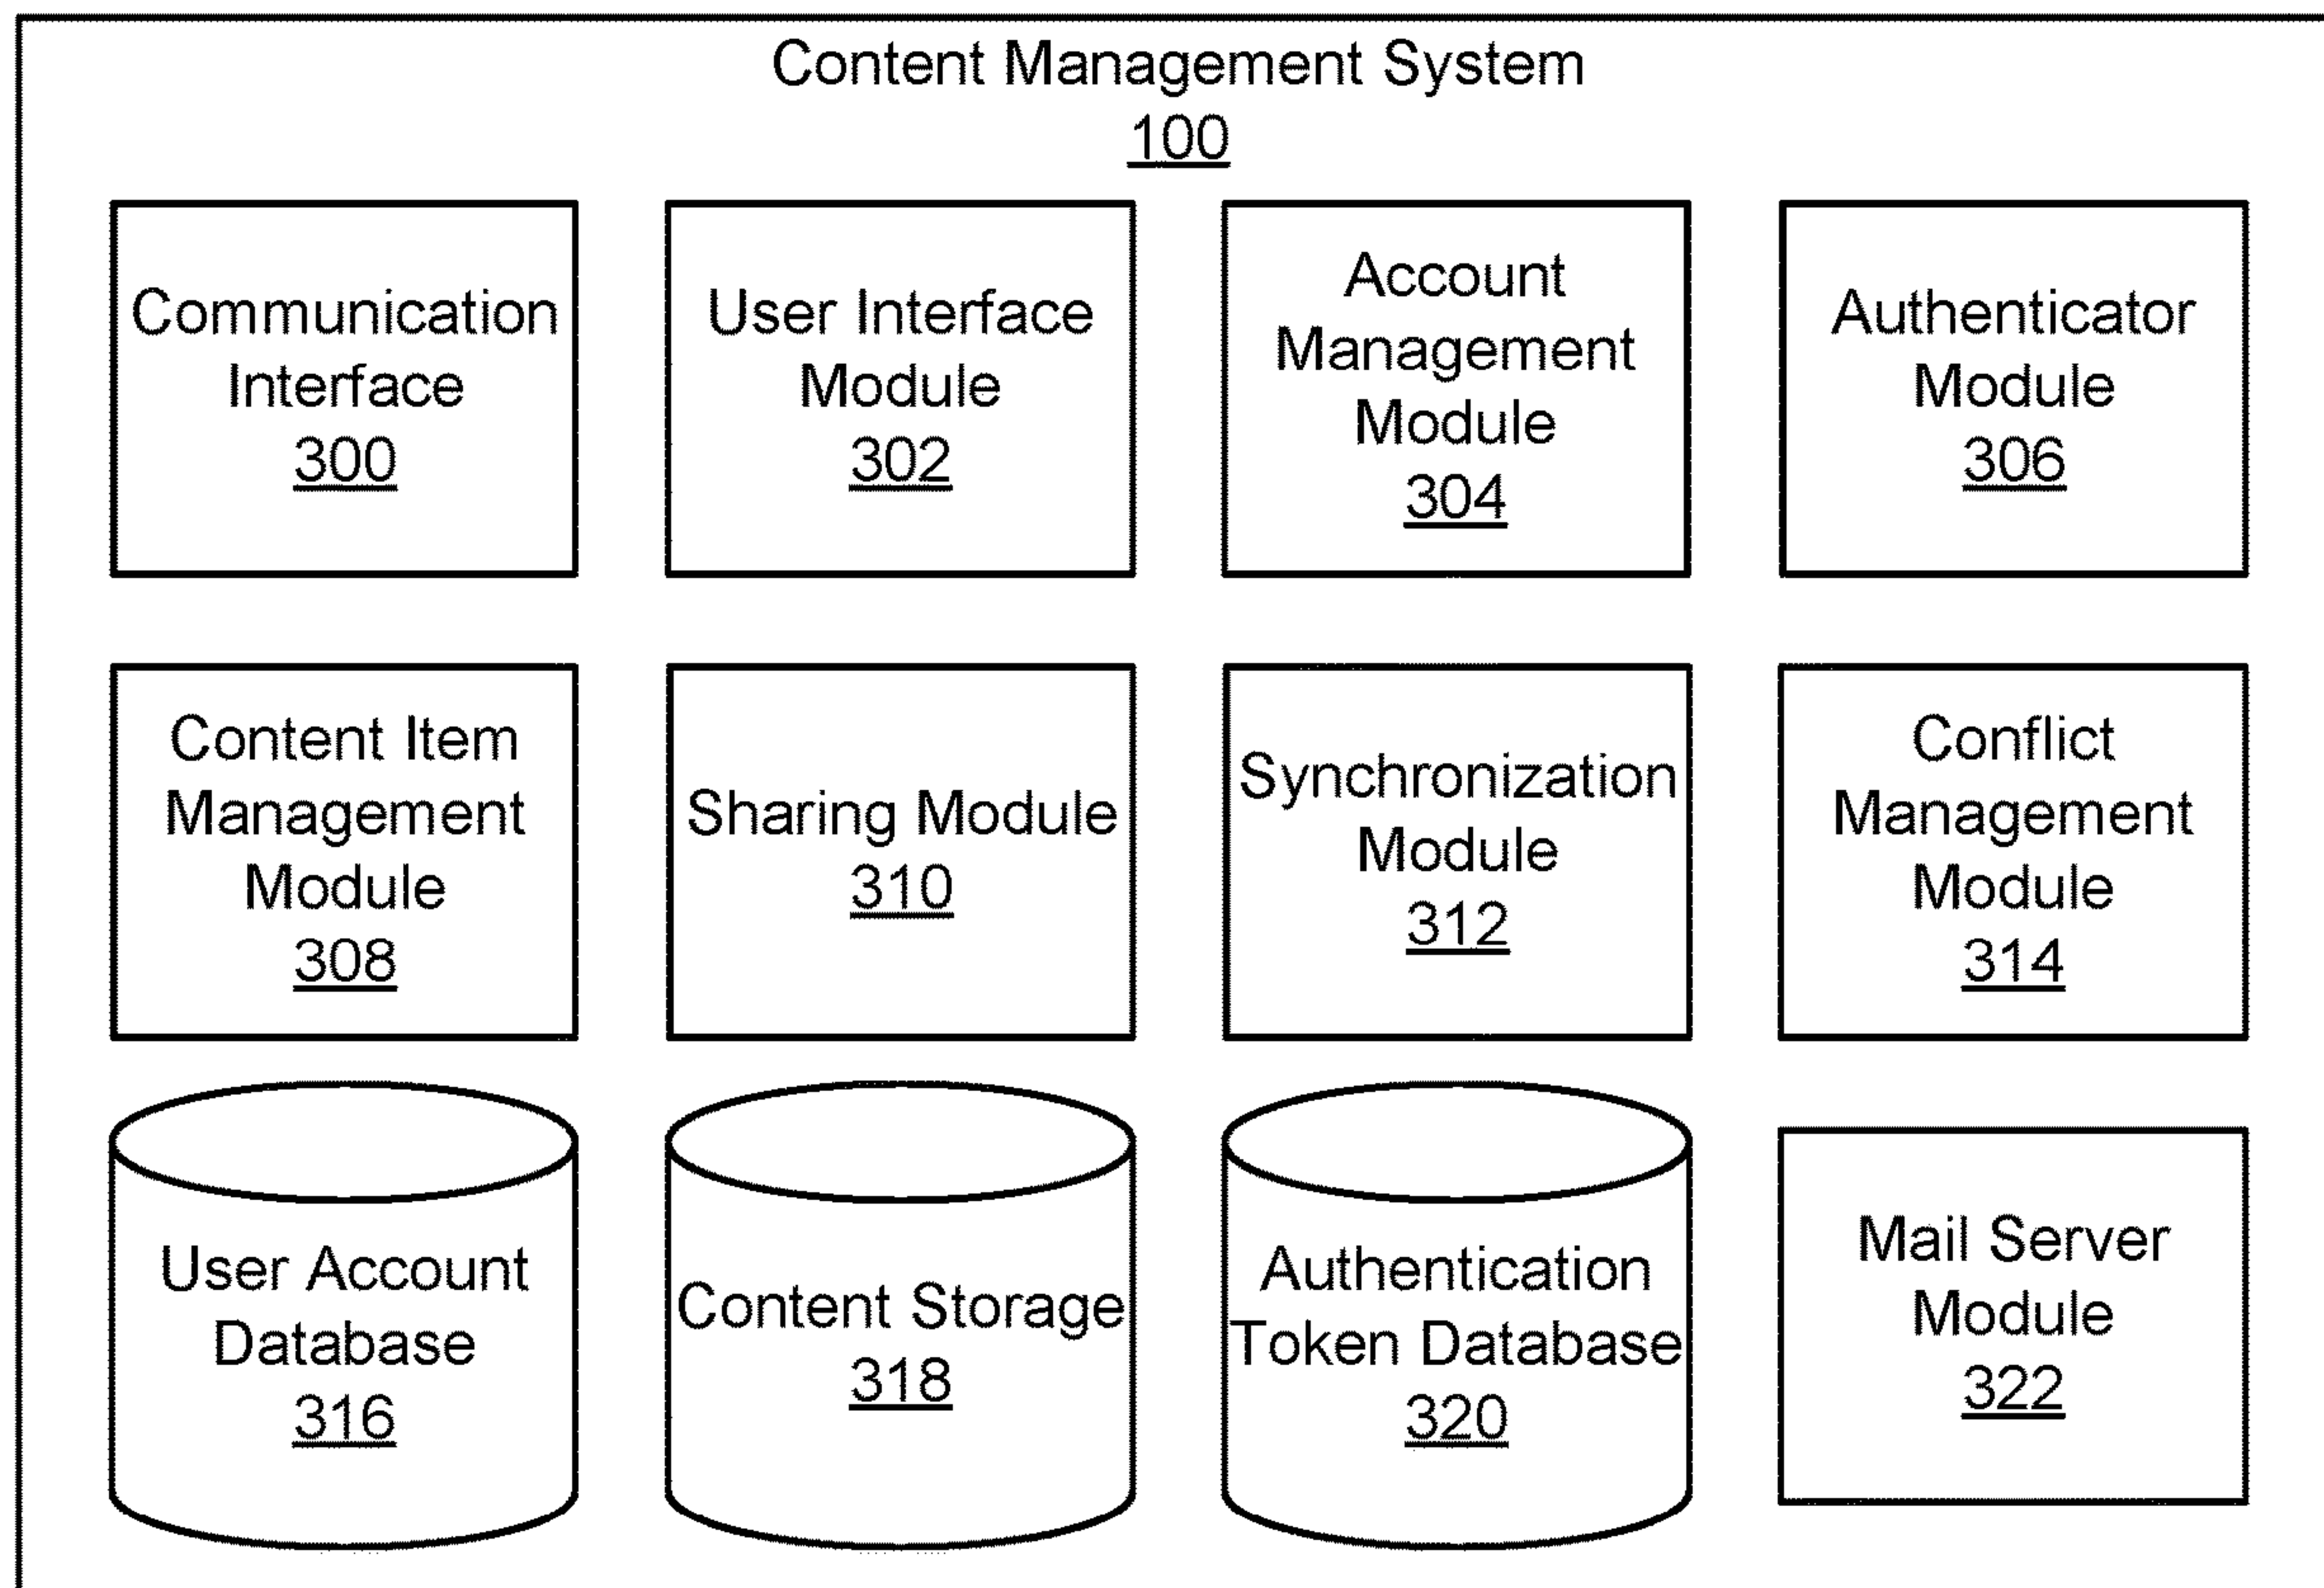 Content Management System
100
Communication
Interface
300
User Interface
Module
302
Account
Management
Module
304
Authenticator
Module
306
Content Item
Management
Module
308
Sharing Module
310
Synchronization
Module
312
Conflict
Management
Module
314
User Account
Database
316
Content Storage
318
Authentication
Token Database
320
Mail Server
Module
322